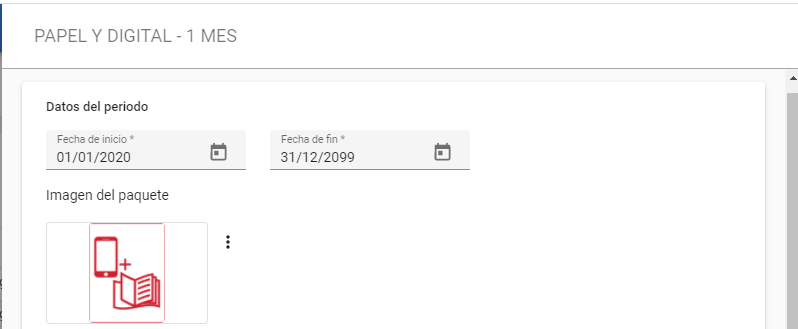 PAPEL Y DIGITAL - 1 MES
Datos del periodo
Fecha de inicio * Fecha de fin *
01/01/2020 31/12/2099
Imagen del paquete